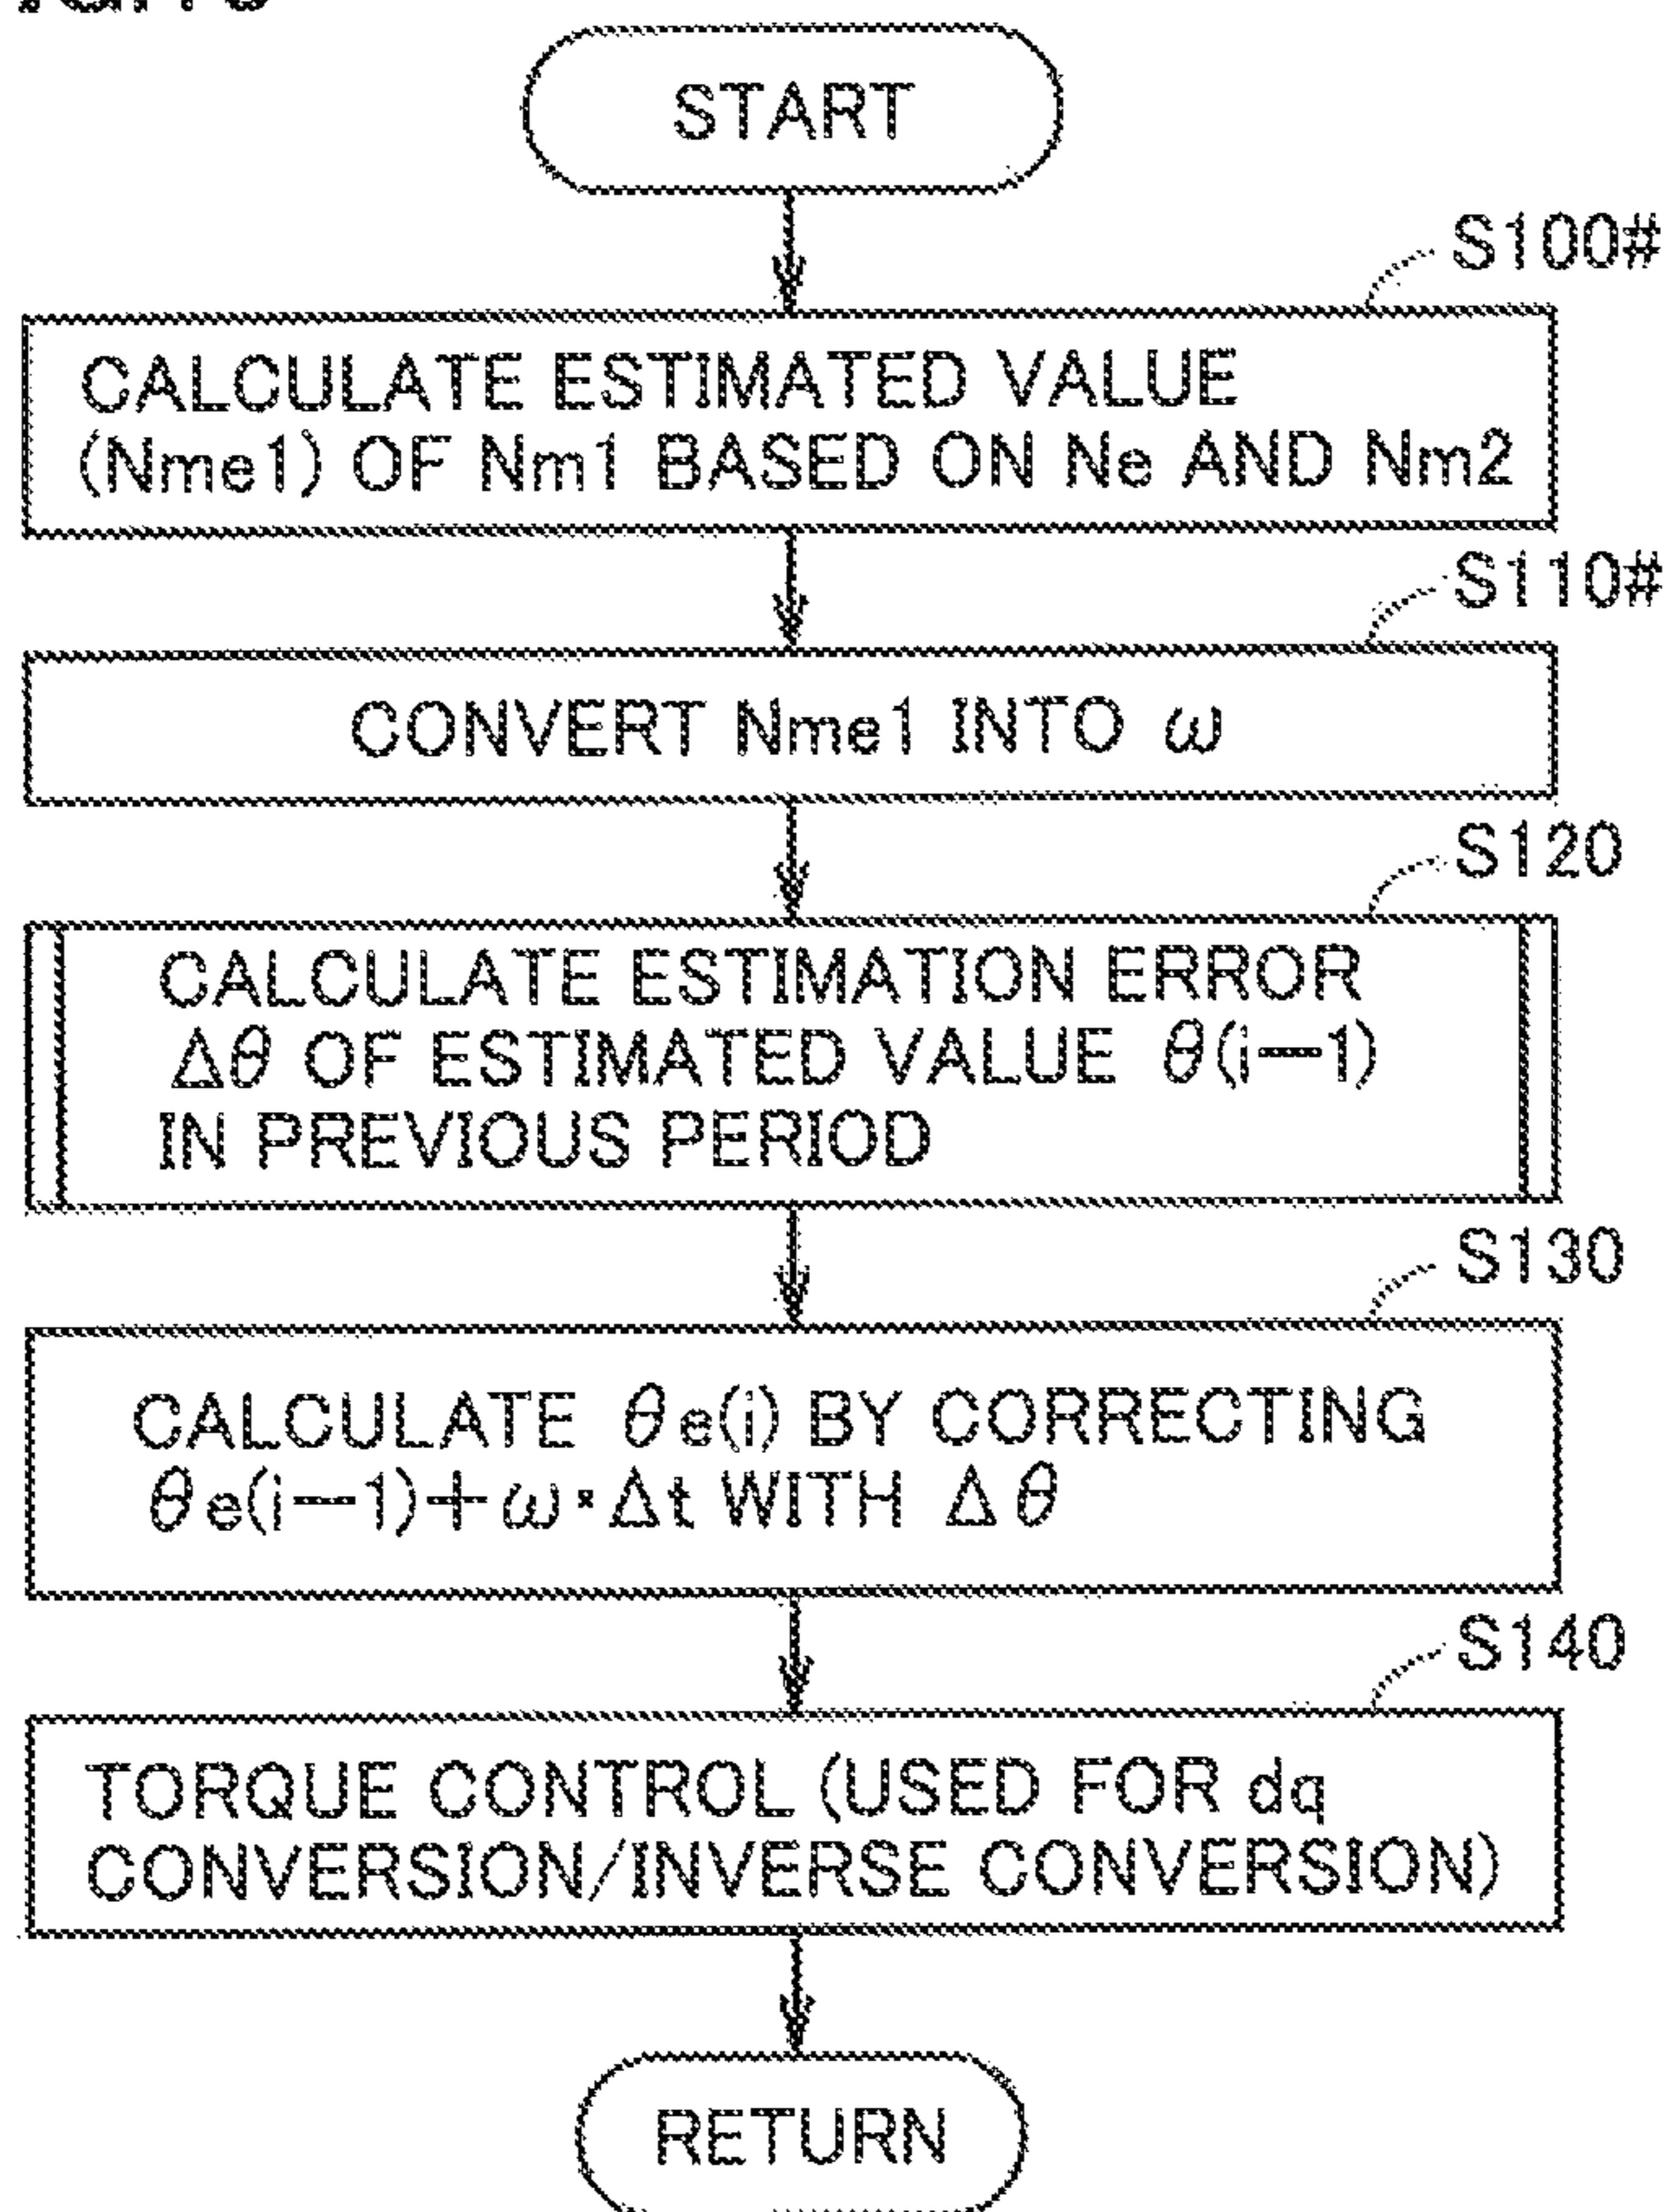 START
S100#
CALCULATE ESTIMATED VALUE
(Nme1) OF Nm1 BASED ON Ne AND Nm2
S110#
CONVERT Nme1 INTO ω
S120
CALCULATE ESTIMATION ERROR
Δθ OF ESTIMATED VALUE θ(i-1)
IN PREVIOUS PERIOD
S130
CALCULATE θe(i) BY CORRECTING
θe(i-1)+ω·Δt WITH Δθ
S140
TORQUE CONTROL (USED FOR dq
CONVERSION/INVERSE CONVERSION)
RETURN